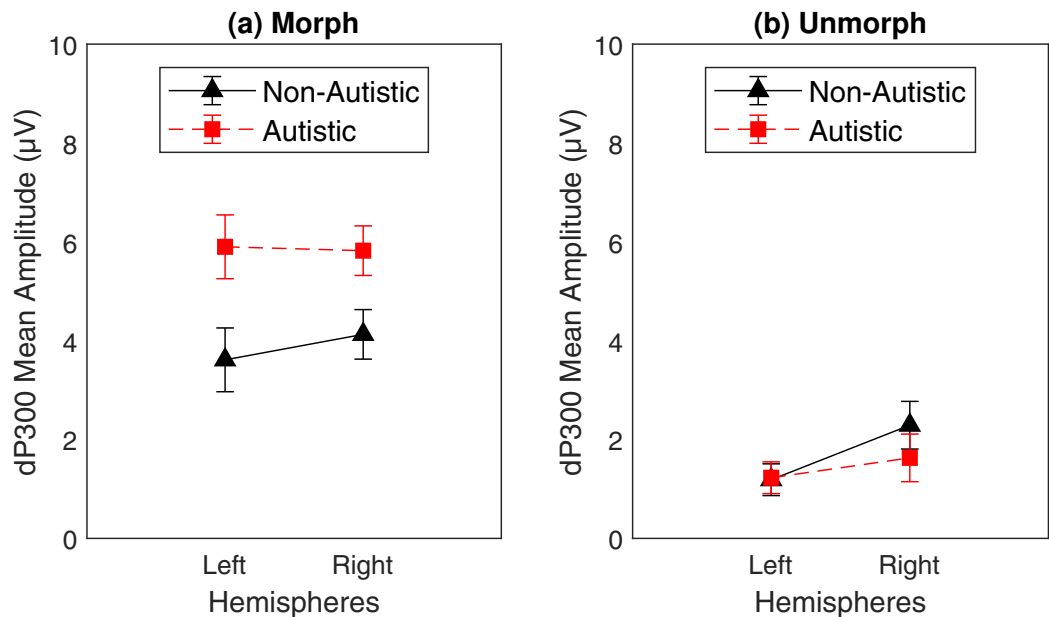 (a) Morph
10
8
6
4
2
0
dP300 Mean Amplitude (µV)
Non-Autistic
Autistic
Left Right
Hemispheres
(b) Unmorph
10
8
6
4
2
0
dP300 Mean Amplitude (µV)
Non-Autistic
Autistic
Left Right
Hemispheres